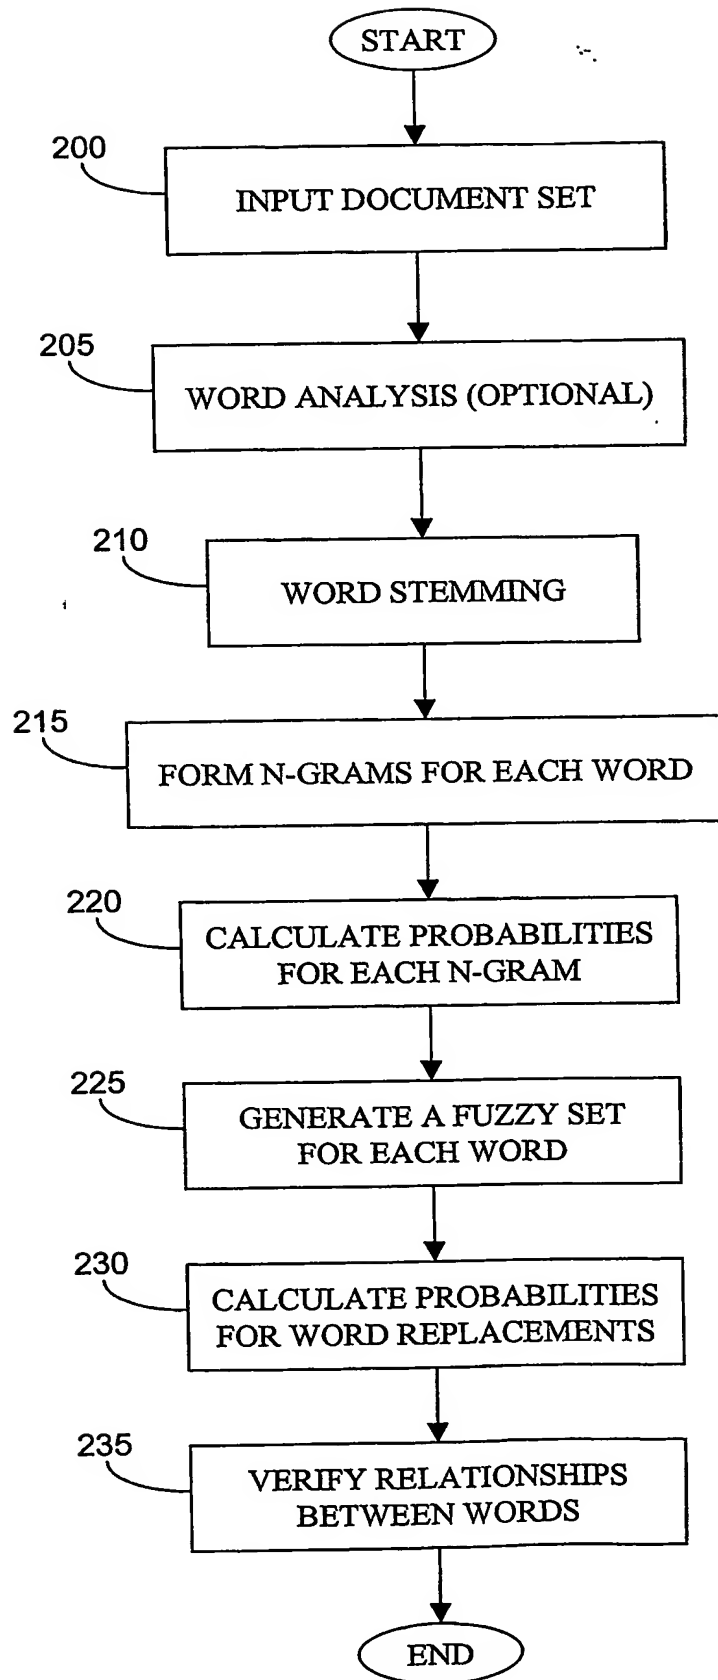 START
200
INPUT DOCUMENT SET
205
WORD ANALYSIS (OPTIONAL)
210
WORD STEMMING
215
FORM N-GRAMS FOR EACH WORD
220
CALCULATE PROBABILITIES
FOR EACH N-GRAM
225
GENERATE A FUZZY SET
FOR EACH WORD
230
CALCULATE PROBABILITIES
FOR WORD REPLACEMENTS
235
VERIFY RELATIONSHIPS
BETWEEN WORDS
END